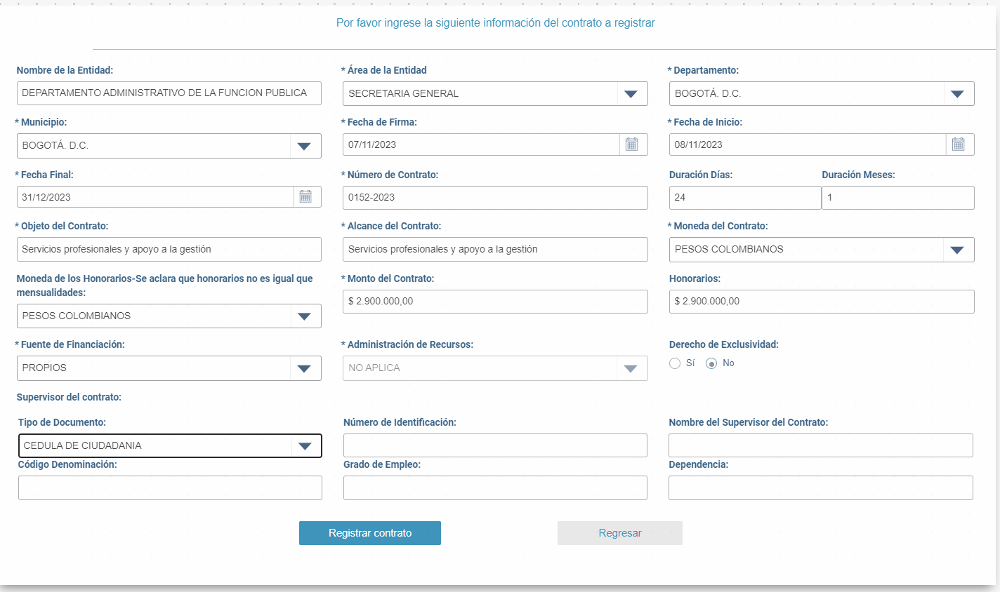 Por favor ingrese la siguiente información del contrato a registrar
Nombre de la Entidad:
DEPARTAMENTO ADMINISTRATIVO DE LA FUNCION PUBLICA
* Área de la Entidad
SECRETARIA GENERAL
* Departamento:
BOGOTÁ. D.C.
* Municipio:
BOGOTÁ. D.C.
* Fecha de Firma:
07/11/2023
* Fecha de Inicio:
08/11/2023
* Fecha Final:
31/12/2023
* Número de Contrato:
0152-2023
Duración Días:
24
Duración Meses:
1
* Objeto del Contrato:
Servicios profesionales y apoyo a la gestión
* Alcance del Contrato:
Servicios profesionales y apoyo a la gestión
* Moneda del Contrato:
PESOS COLOMBIANOS
Moneda de los Honorarios-Se aclara que honorarios no es igual que
mensualidades:
PESOS COLOMBIANOS
* Monto del Contrato:
$ 2.900.000,00
Honorarios:
$ 2.900.000,00
* Fuente de Financiación:
PROPIOS
* Administración de Recursos:
NO APLICA
Derecho de Exclusividad:
Sí No
Supervisor del contrato:
Tipo de Documento:
CEDULA DE CIUDADANIA
Número de Identificación:
Nombre del Supervisor del Contrato:
Código Denominación:
Grado de Empleo:
Dependencia:
Registrar contrato
Regresar